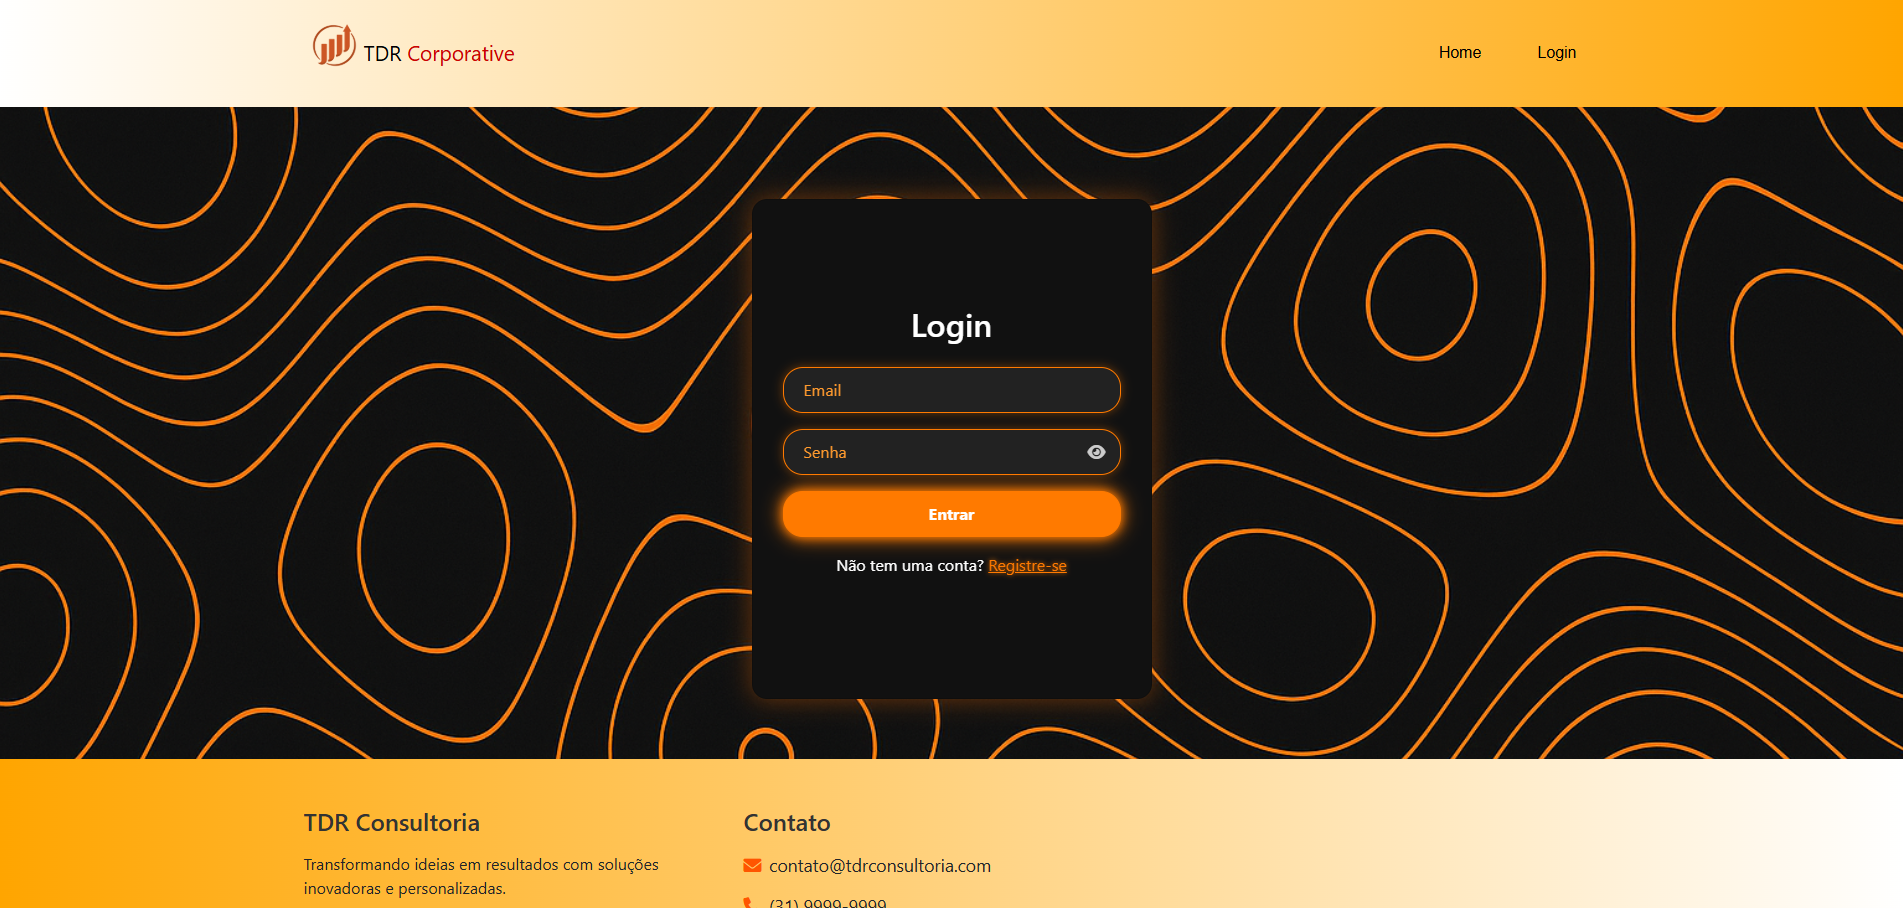 TDR Corporative
Home
Login
Login
Email
Senha
Entrar
Não tem uma conta? Registre-se
TDR Consultoria
Transformando ideias em resultados com soluções
inovadoras e personalizadas.
Contato
contato@tdrconsultoria.com
(31) 9999-9999